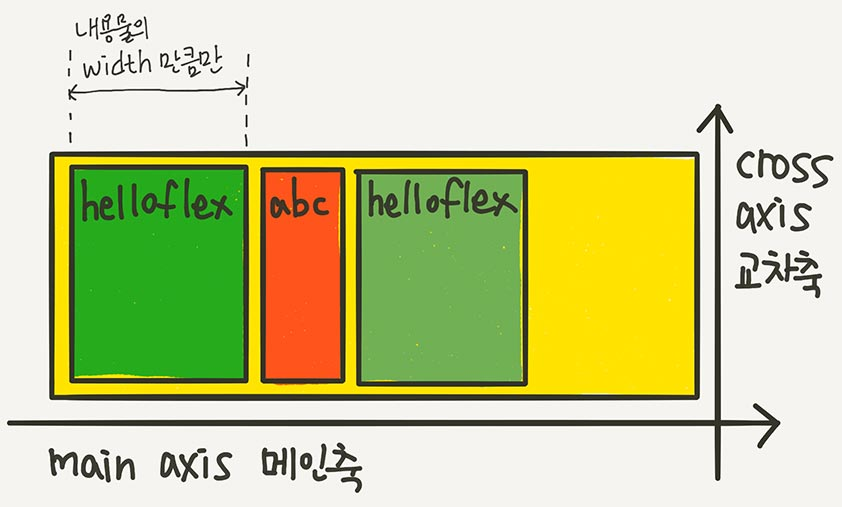 내용물의
width 만큼만
helloflex
abc
helloflex
cross
axis
교차축
main axis 메인축